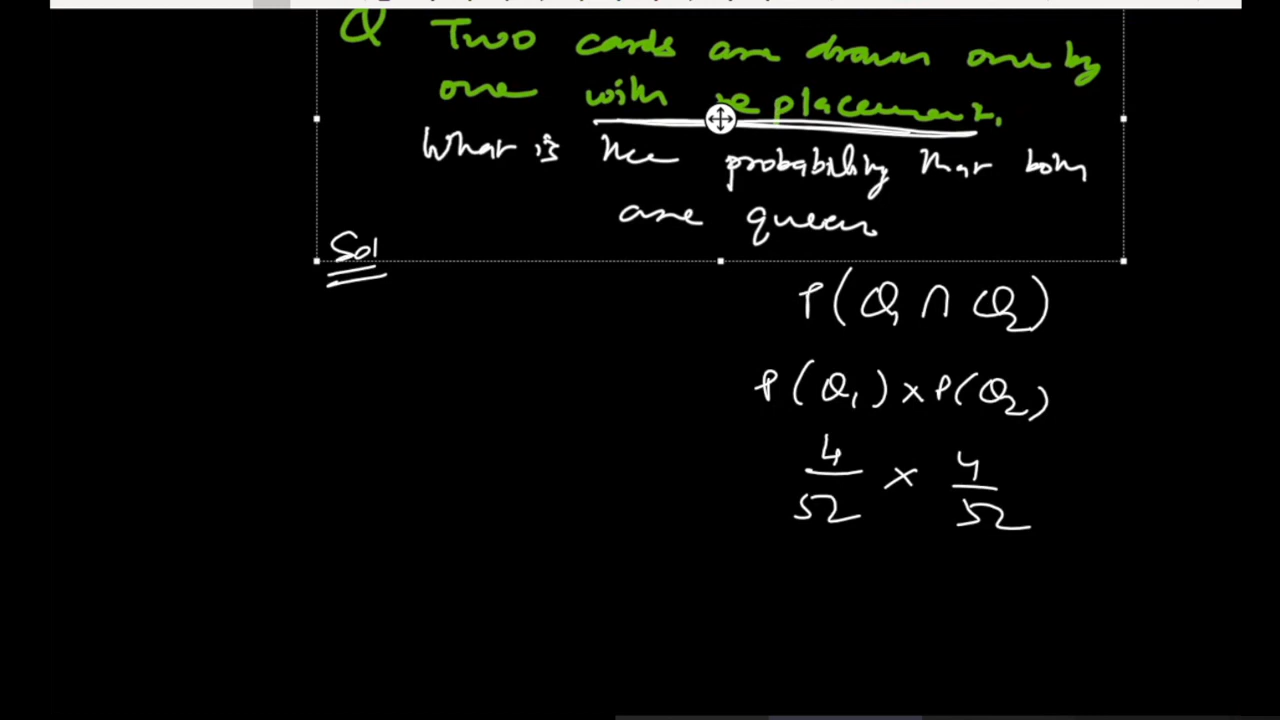 Q Two cards are drawn one by
one with replacement.
What is the probability that both
are queen
Sol
P(Q₁ ∩ Q₂)
P(Q₁) × P(Q₂)
4/52 × 4/52